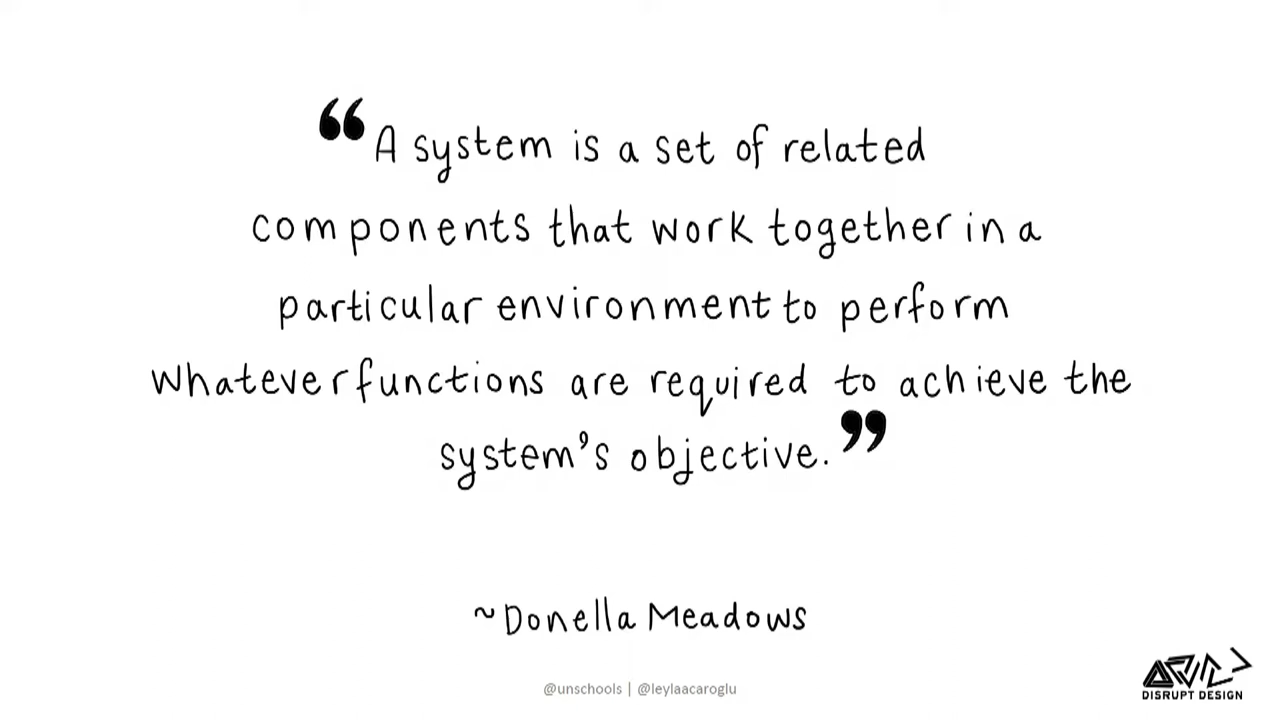 “A system is a set of related
components that work together in a
particular environment to perform
whatever functions are required to achieve the
system's objective.”
~Donella Meadows
@unschools | @leylaacaroglu
DISRUPT DESIGN